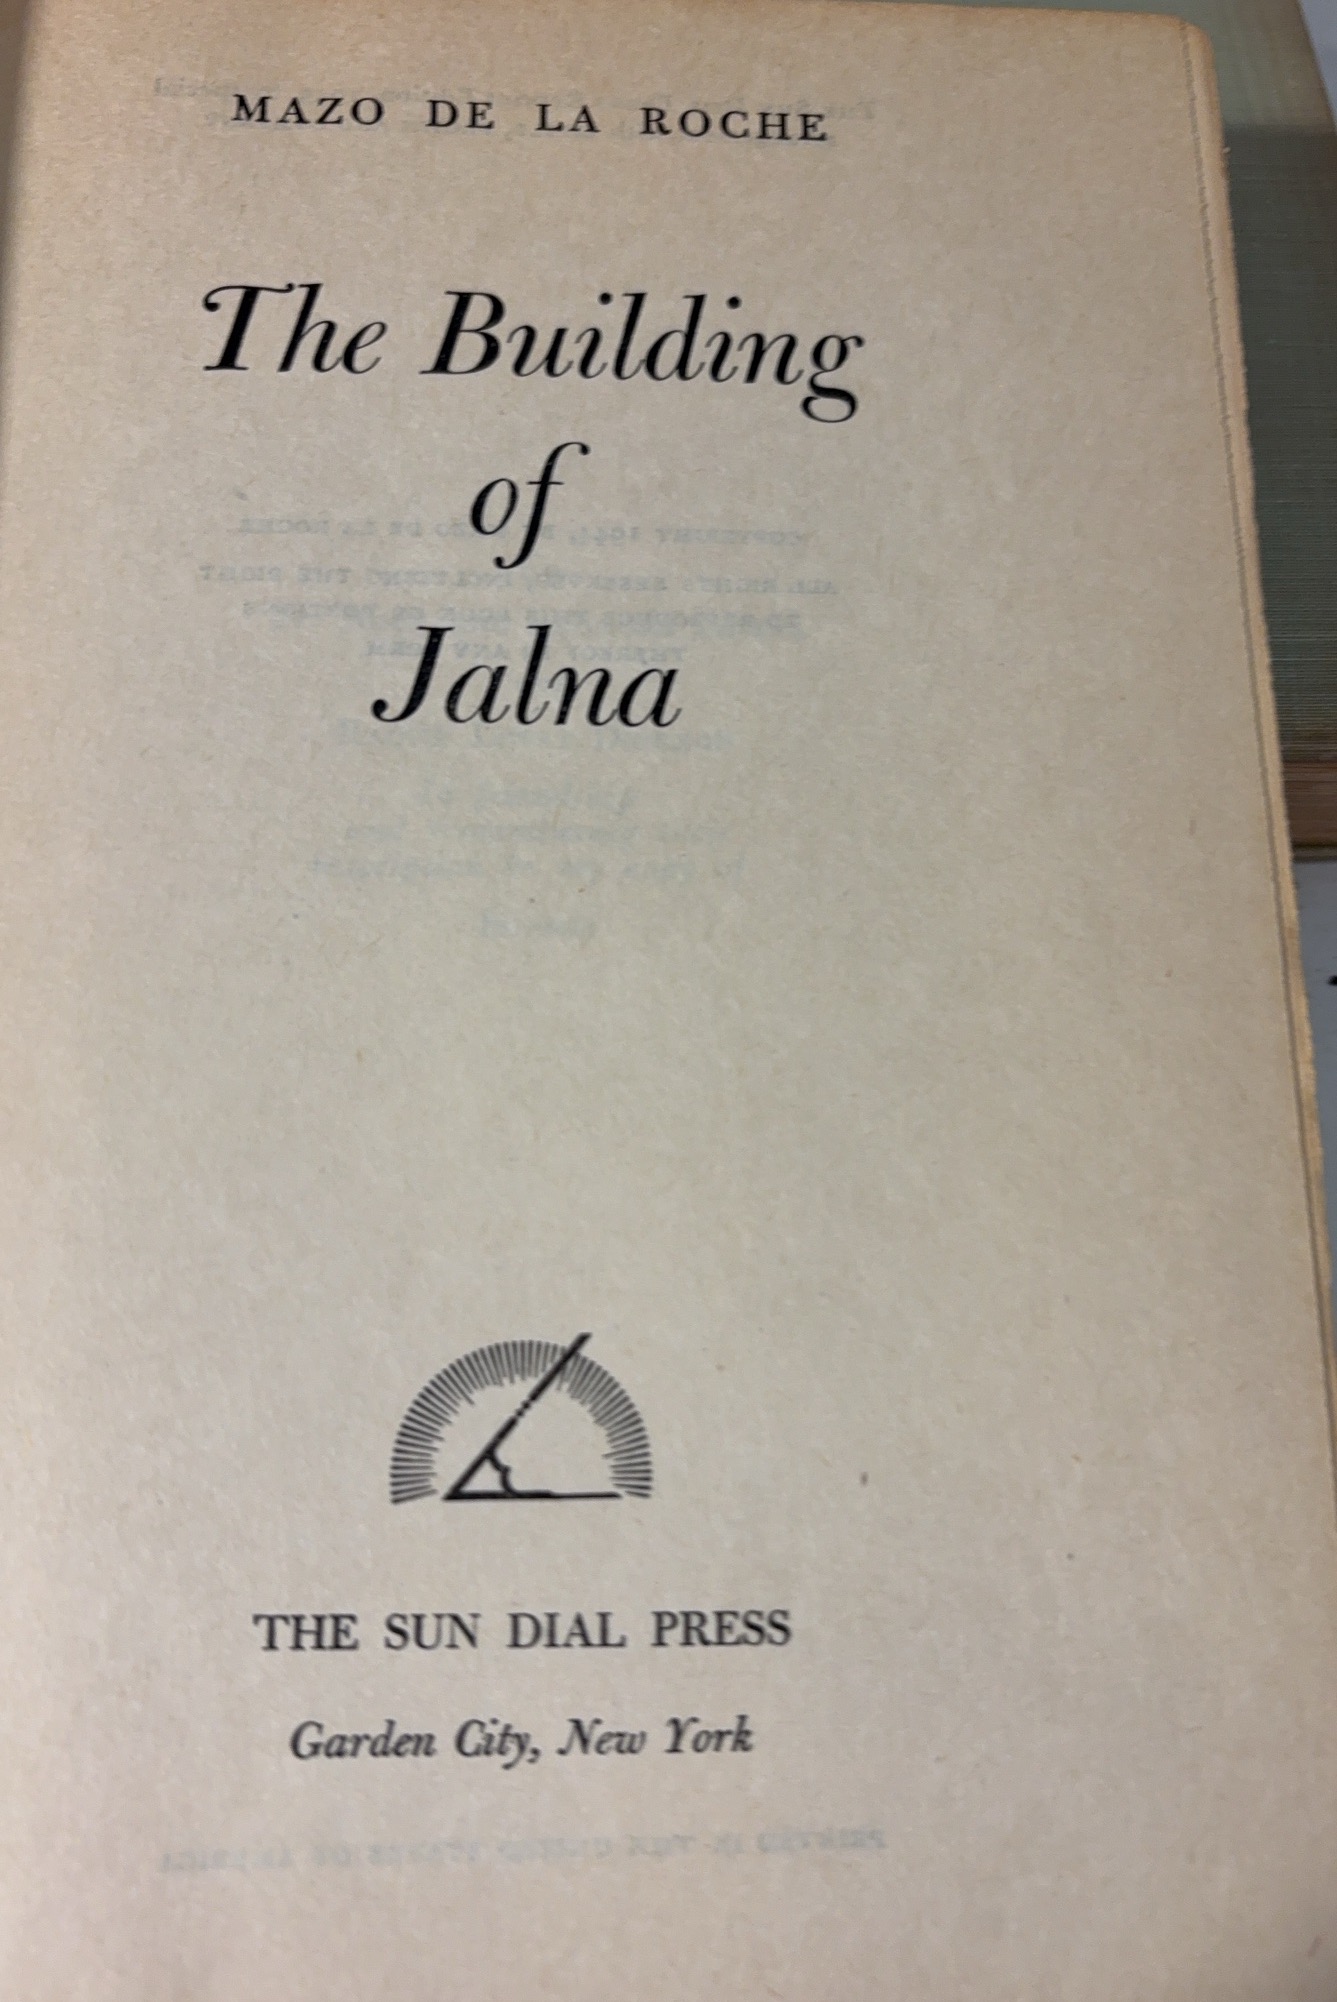 MAZO DE LA ROCHE
The Building
of
Jalna
THE SUN DIAL PRESS
Garden City, New York